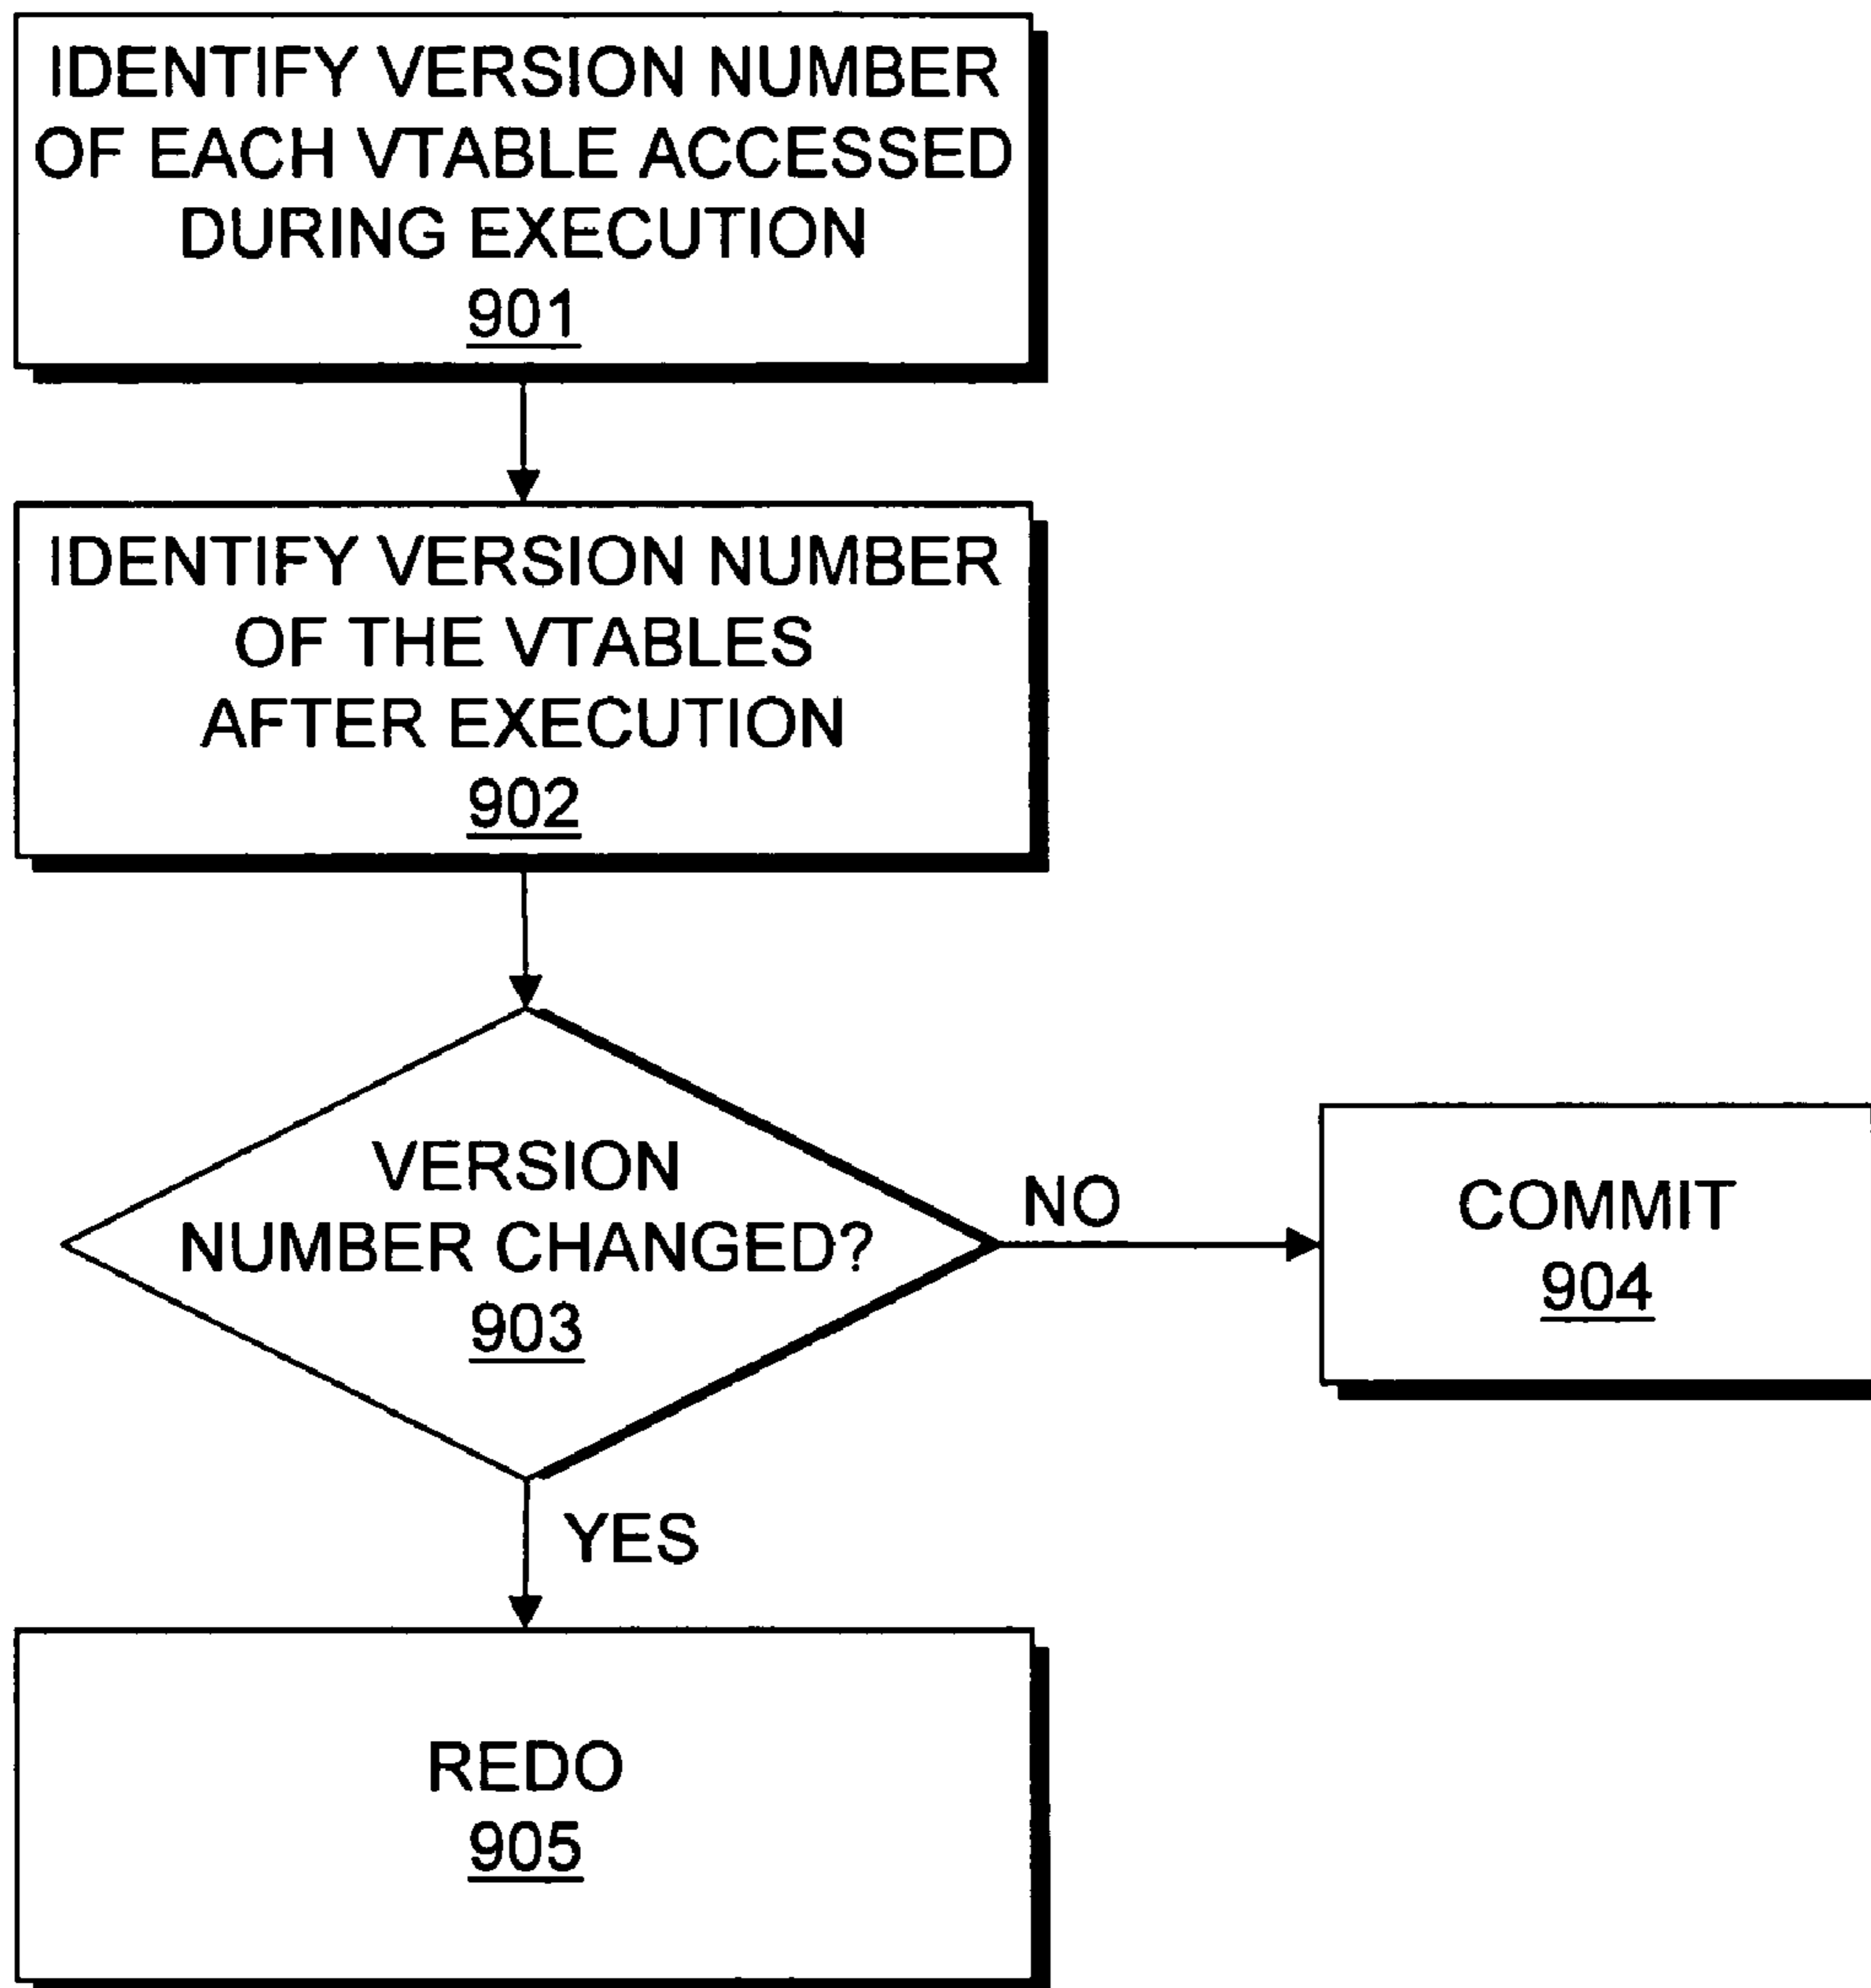 IDENTIFY VERSION NUMBER
OF EACH VTABLE ACCESSED
DURING EXECUTION
901
IDENTIFY VERSION NUMBER
OF THE VTABLES
AFTER EXECUTION
902
VERSION
NUMBER CHANGED?
903
NO
COMMIT
904
YES
REDO
905